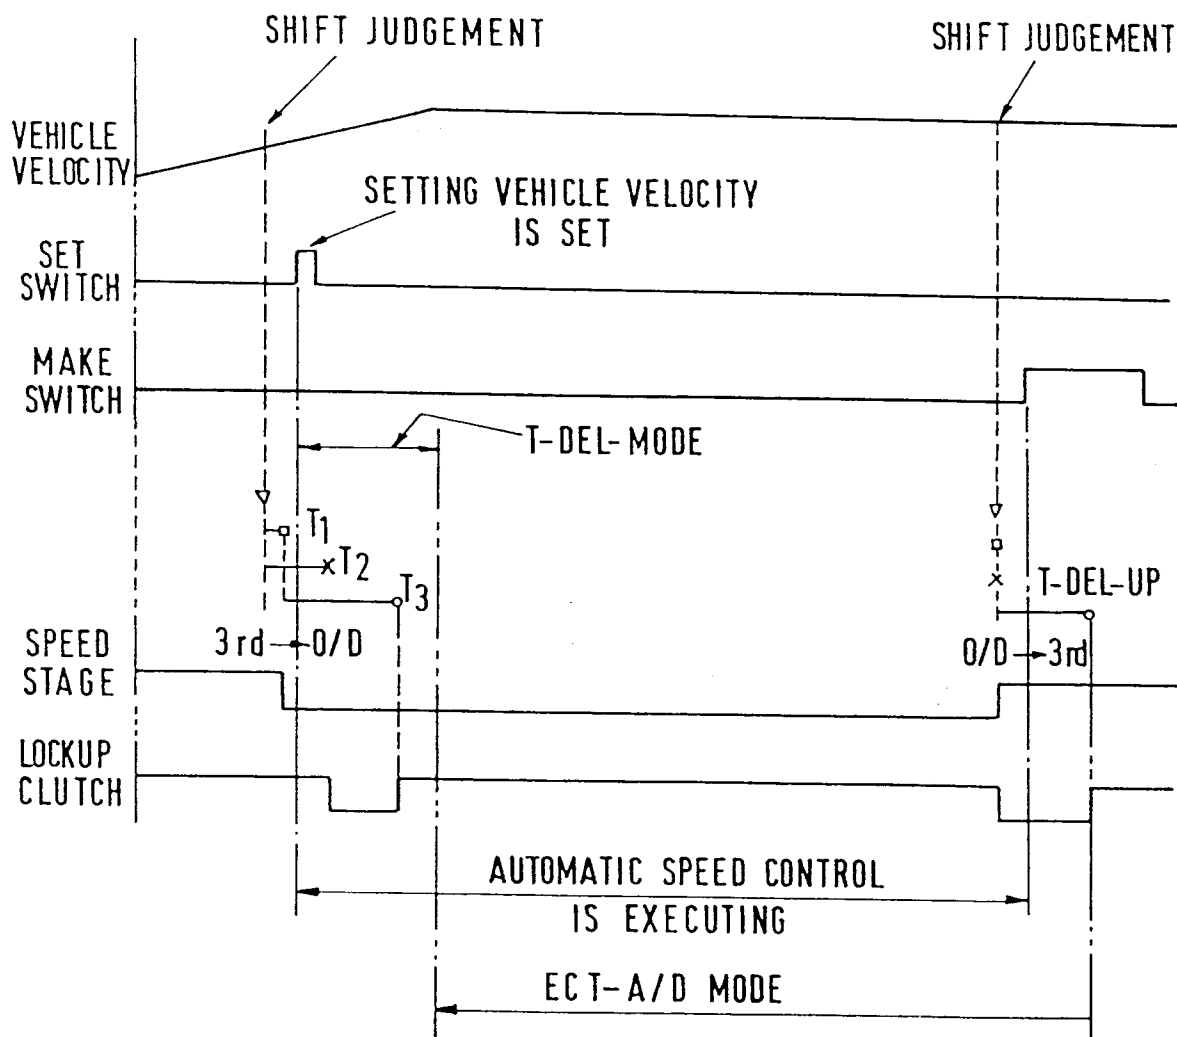 SHIFT JUDGEMENT
SHIFT JUDGEMENT
VEHICLE
VELOCITY
SETTING VEHICLE VELOCITY
IS SET
SET
SWITCH
MAKE
SWITCH
T-DEL-MODE
T1
T2
T3
T-DEL-UP
3rd → O/D
O/D → 3rd
SPEED
STAGE
LOCKUP
CLUTCH
AUTOMATIC SPEED CONTROL
IS EXECUTING
ECT-A/D MODE